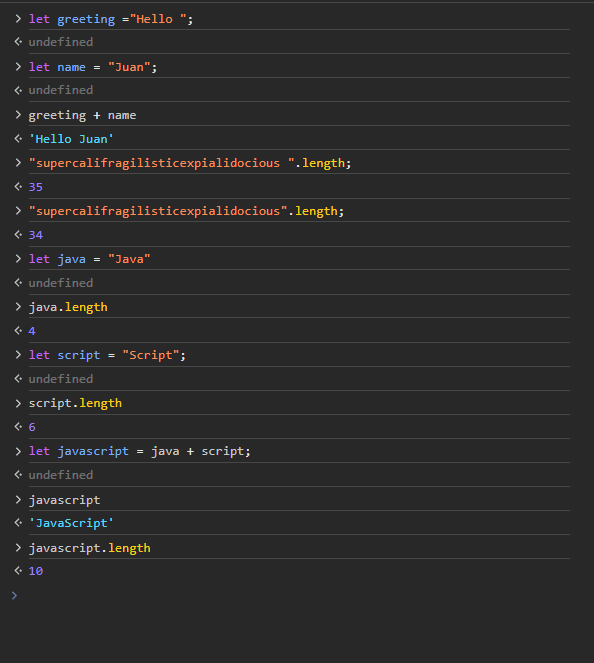 > let greeting ="Hello ";
<· undefined
> let name = "Juan";
<· undefined
> greeting + name
<· 'Hello Juan'
> "supercalifragilisticexpialidocious ".length;
<· 35
> "supercalifragilisticexpialidocious".length;
<· 34
> let java = "Java"
<· undefined
> java.length
<· 4
> let script = "Script";
<· undefined
> script.length
<· 6
> let javascript = java + script;
<· undefined
> javascript
<· 'JavaScript'
> javascript.length
<· 10
>